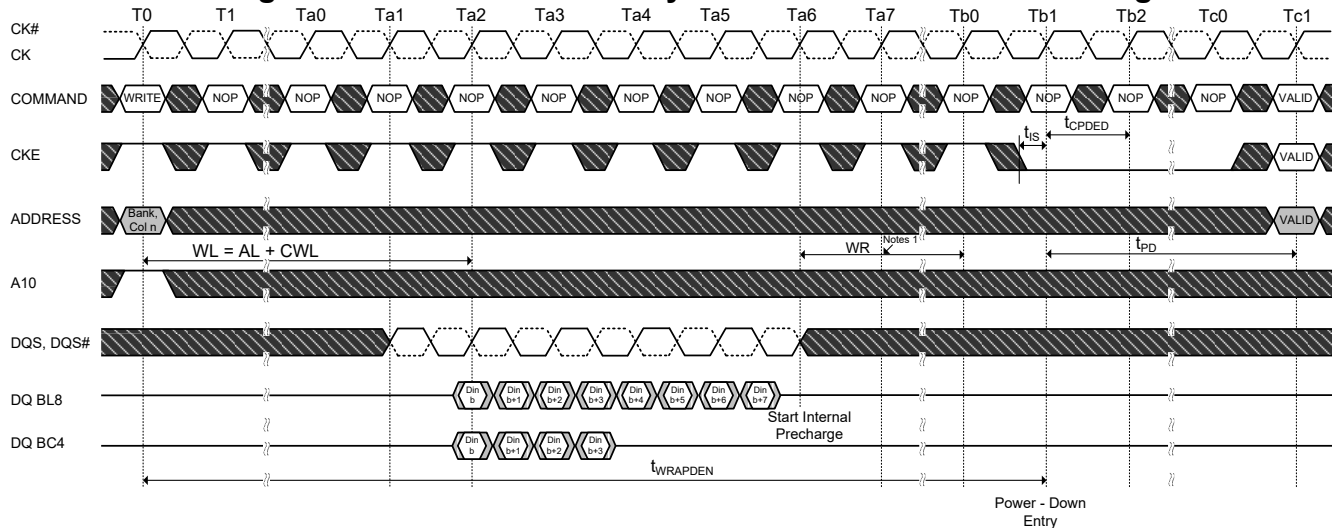 T0 T1 Ta0 Ta1 Ta2 Ta3 Ta4 Ta5 Ta6 Ta7 Tb0 Tb1 Tb2 Tc0 Tc1
CK#
CK
COMMAND WRITE NOP NOP NOP NOP NOP NOP NOP NOP NOP NOP NOP NOP NOP VALID
tIS tCPDED
CKE VALID
ADDRESS Bank, Col n VALID
WL = AL + CWL WR Notes 1 tPD
A10
DQS, DQS#
DQ BL8 Din b Din b+1 Din b+2 Din b+3 Din b+4 Din b+5 Din b+6 Din b+7
Start Internal
Precharge
DQ BC4 Din b Din b+1 Din b+2 Din b+3
tWRAPDEN
Power - Down
Entry